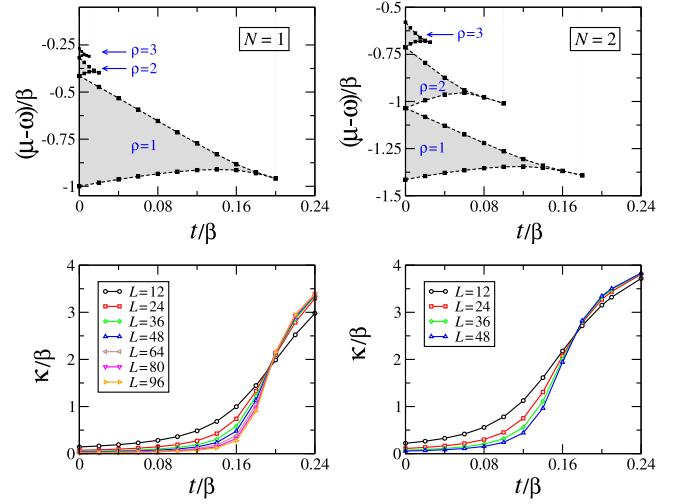 -0.25
-0.5
-0.75
-1
(μ-ω)/β
ρ=3
ρ=2
ρ=1
N = 1
0
0.08
0.16
0.24
t/β
-0.5
-0.75
-1
-1.25
-1.5
(μ-ω)/β
ρ=3
ρ=2
ρ=1
N = 2
0
0.08
0.16
0.24
t/β
4
3
2
1
0
κ/β
L=12
L=24
L=36
L=48
L=64
L=80
L=96
0
0.08
0.16
0.24
t/β
4
3
2
1
0
κ/β
L=12
L=24
L=36
L=48
0
0.08
0.16
0.24
t/β